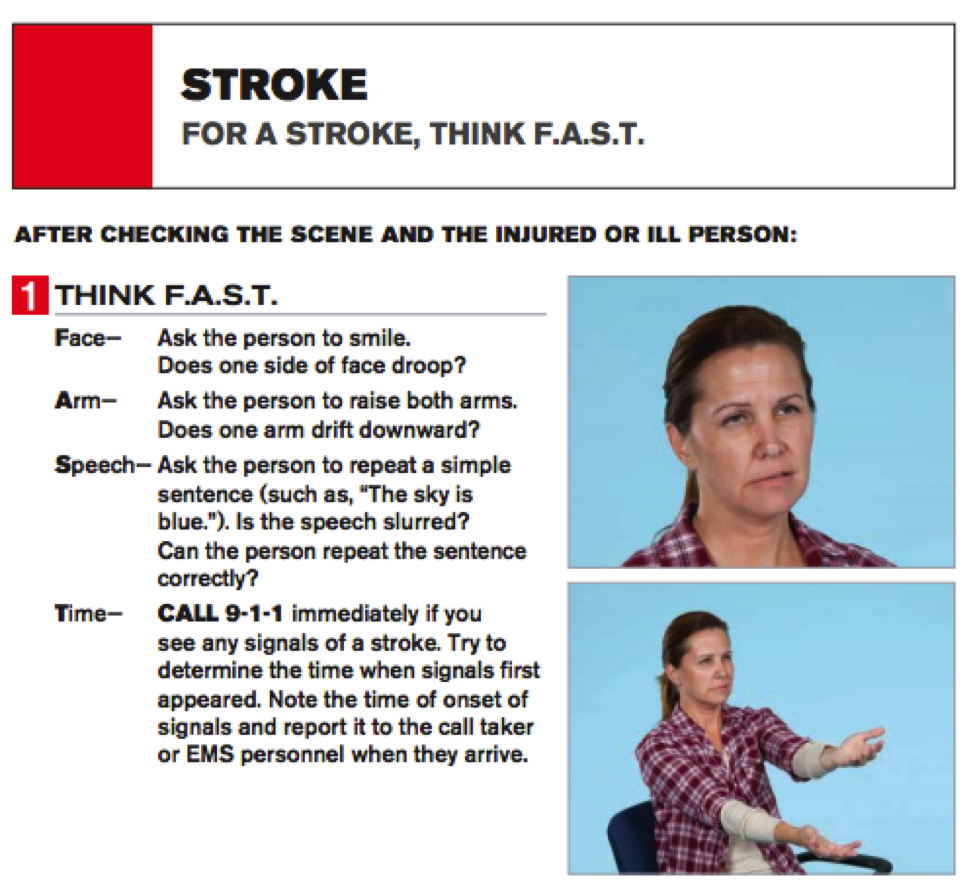 STROKE
FOR A STROKE, THINK F.A.S.T.
AFTER CHECKING THE SCENE AND THE INJURED OR ILL PERSON:
1 THINK F.A.S.T.
Face— Ask the person to smile.
Does one side of face droop?
Arm— Ask the person to raise both arms.
Does one arm drift downward?
Speech— Ask the person to repeat a simple
sentence (such as, “The sky is
blue.”). Is the speech slurred?
Can the person repeat the sentence
correctly?
Time— CALL 9-1-1 immediately if you
see any signals of a stroke. Try to
determine the time when signals first
appeared. Note the time of onset of
signals and report it to the call taker
or EMS personnel when they arrive.